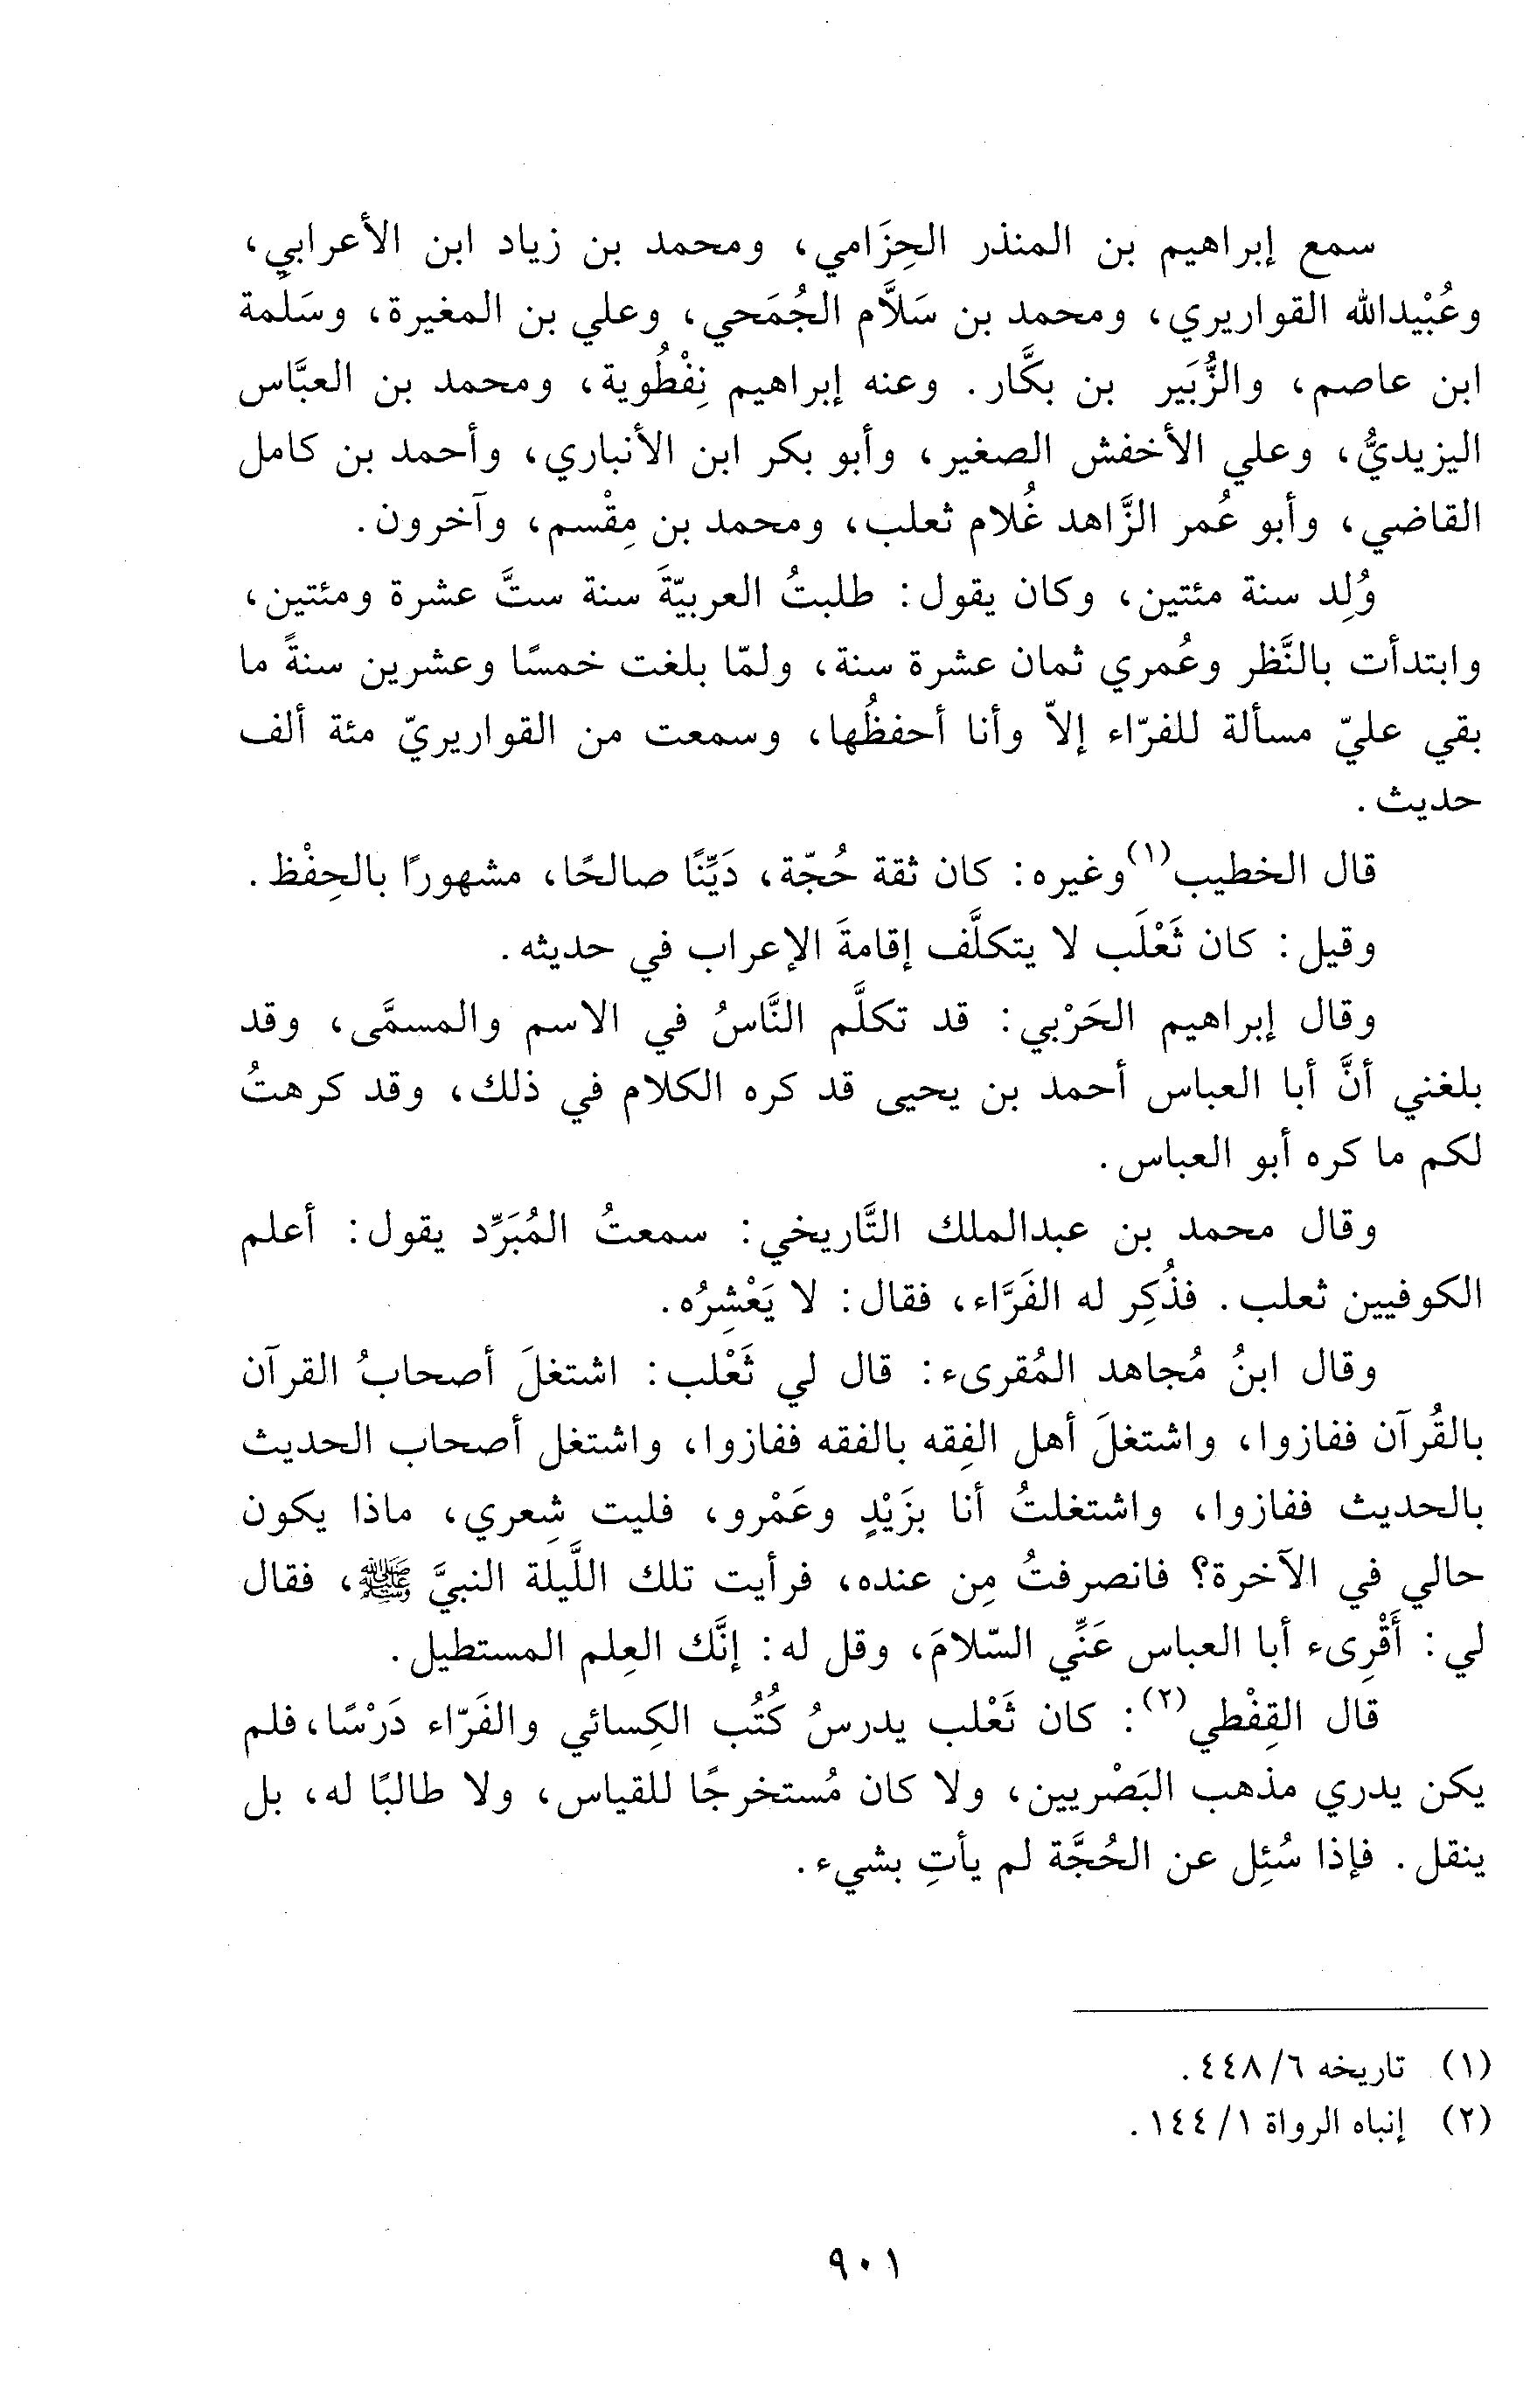 سمع إبراهيم بن المنذر الحِزَامي، ومحمد بن زياد ابن الأعرابي،
وعُبْيدالله القواريري، ومحمد بن سَلاَّم الجُمَحي، وعلي بن المغيرة، وسَلَمة
ابن عاصم، والزُّبَير بن بكَّار. وعنه إبراهيم نِفْطُوية، ومحمد بن العبَّاس
اليزيديُّ، وعلي الأخفش الصغير، وأبو بكر ابن الأنباري، وأحمد بن كامل
القاضي، وأبو عُمر الزَّاهد غُلام ثعلب، ومحمد بن مِقْسم، وآخرون.
وُلِد سنة مئتين، وكان يقول: طلبتُ العربيّةَ سنة ستَّ عشرة ومئتين،
وابتدأت بالنَّظر وعُمري ثمان عشرة سنة، ولمّا بلغت خمسًا وعشرين سنةً ما
بقي عليّ مسألة للفرّاء إلاّ وأنا أحفظُها، وسمعت من القواريريّ مئة ألف
حديث.
قال الخطيب(١) وغيره: كان ثقة حُجّة، دَيِّنًا صالحًا، مشهورًا بالحِفْظ.
وقيل: كان ثَعْلَب لا يتكلَّف إقامةَ الإعراب في حديثه.
وقال إبراهيم الحَرْبي: قد تكلَّم النَّاسُ في الاسم والمسمَّى، وقد
بلغني أنَّ أبا العباس أحمد بن يحيى قد كره الكلام في ذلك، وقد كرهتُ
لكم ما كره أبو العباس.
وقال محمد بن عبدالملك التَّاريخي: سمعتُ المُبَرِّد يقول: أعلم
الكوفيين ثعلب. فذُكِر له الفَرَّاء، فقال: لا يَعْشِرُه.
وقال ابنُ مُجاهد المُقرىء: قال لي ثَعْلب: اشتغلَ أصحابُ القرآن
بالقُرآن ففازوا، واشتغلَ أهل الفِقه بالفقه ففازوا، واشتغل أصحاب الحديث
بالحديث ففازوا، واشتغلتُ أنا بزَيْدٍ وعَمْرو، فليت شِعري، ماذا يكون
حالي في الآخرة؟ فانصرفتُ مِن عنده، فرأيت تلك اللَّيلة النبيَّ ﷺ، فقال
لي: أَقْرِىء أبا العباس عَنِّي السّلامَ، وقل له: إنَّك العِلم المستطيل.
قال القِفْطي(٢): كان ثَعْلب يدرسُ كُتُب الكِسائي والفَرّاء دَرْسًا، فلم
يكن يدري مذهب البَصْريين، ولا كان مُستخرجًا للقياس، ولا طالبًا له، بل
ينقل. فإذا سُئِل عن الحُجَّة لم يأتِ بشيء.
(١) تاريخه ٦/ ٤٤٨.
(٢) إنباه الرواة ١/ ١٤٤.
٩٠١